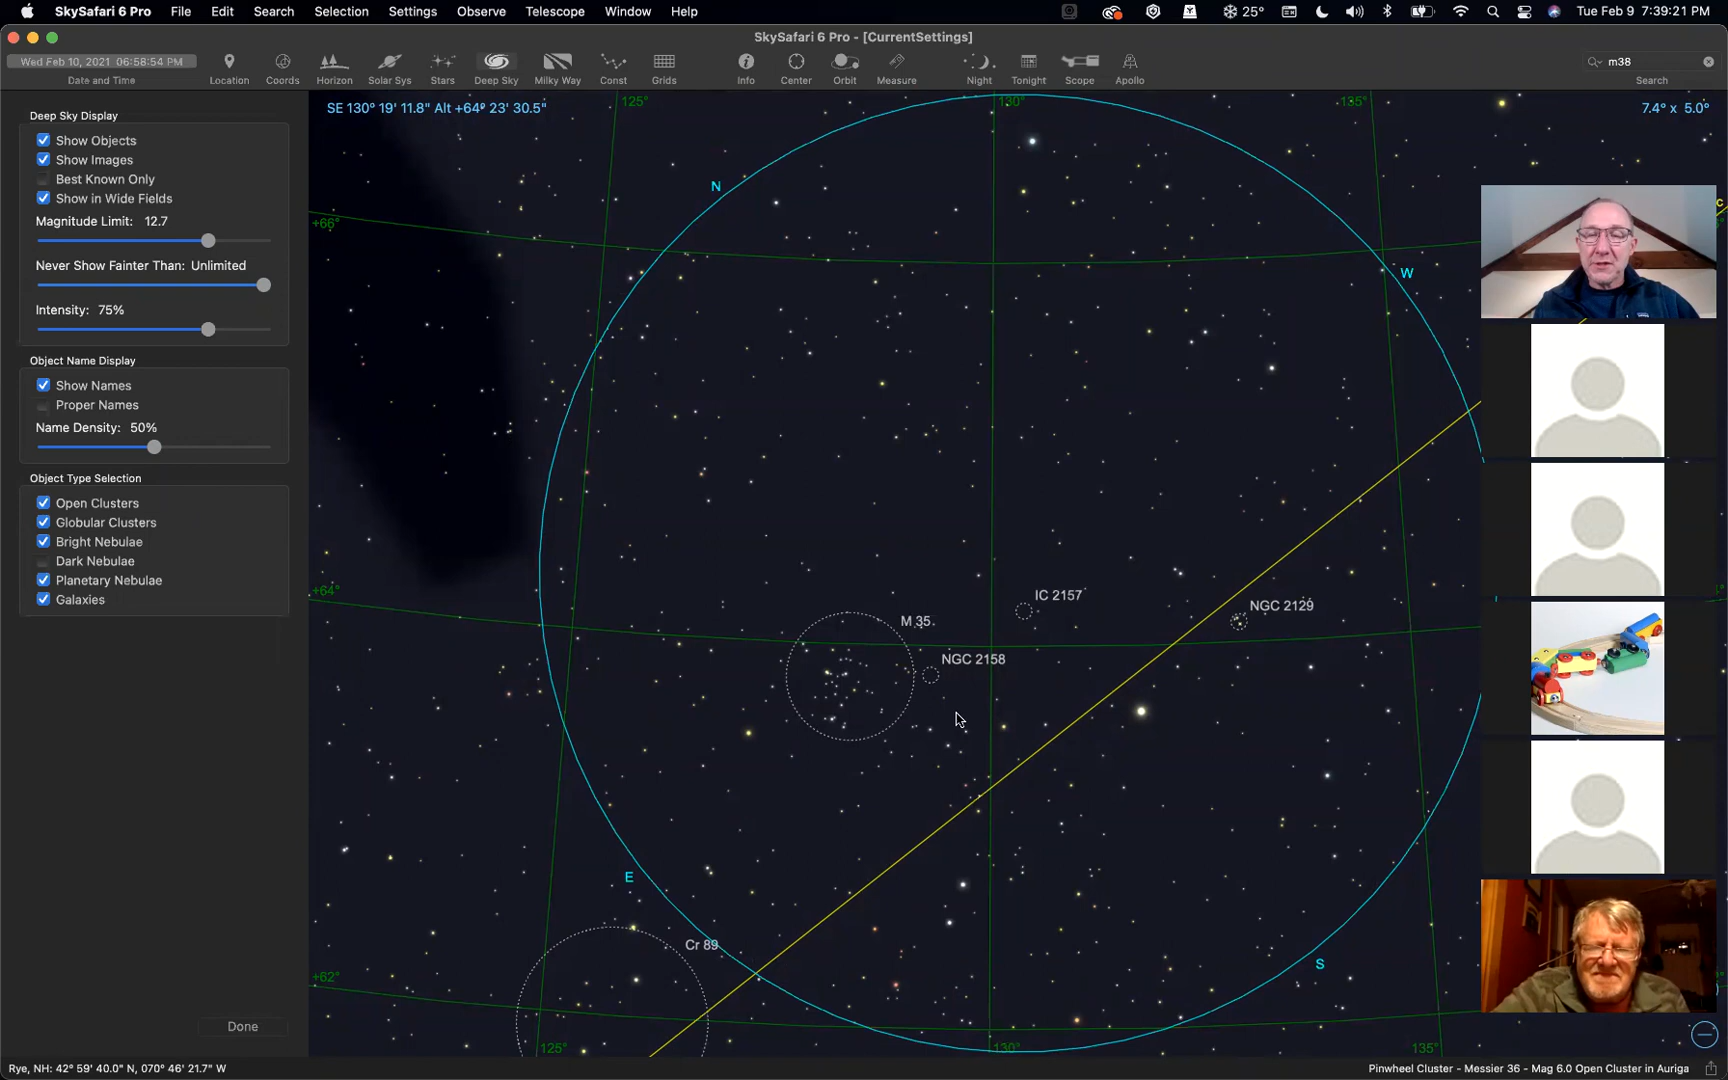 SkySafari 6 Pro File Edit Search Selection Settings Observe Telescope Window Help 25° Tue Feb 9 7:39:21 PM
SkySafari 6 Pro - [CurrentSettings]
Wed Feb 10, 2021 06:58:54 PM
Date and Time Location Coords Horizon Solar Sys Stars Deep Sky Milky Way Const Grids Info Center Orbit Measure Night Tonight Scope Apollo
m38
Search
Deep Sky Display
Show Objects
Show Images
Best Known Only
Show in Wide Fields
Magnitude Limit: 12.7
Never Show Fainter Than: Unlimited
Intensity: 75%
Object Name Display
Show Names
Proper Names
Name Density: 50%
Object Type Selection
Open Clusters
Globular Clusters
Bright Nebulae
Dark Nebulae
Planetary Nebulae
Galaxies
Done
SE 130° 19' 11.8" Alt +64° 23' 30.5"
125°
130°
135°
7.4° x 5.0°
N
+66°
W
+64°
IC 2157
NGC 2129
M 35
NGC 2158
E
Cr 89
S
+62°
125°
130°
135°
Rye, NH: 42° 59' 40.0" N, 070° 46' 21.7" W
Pinwheel Cluster - Messier 36 - Mag 6.0 Open Cluster in Auriga